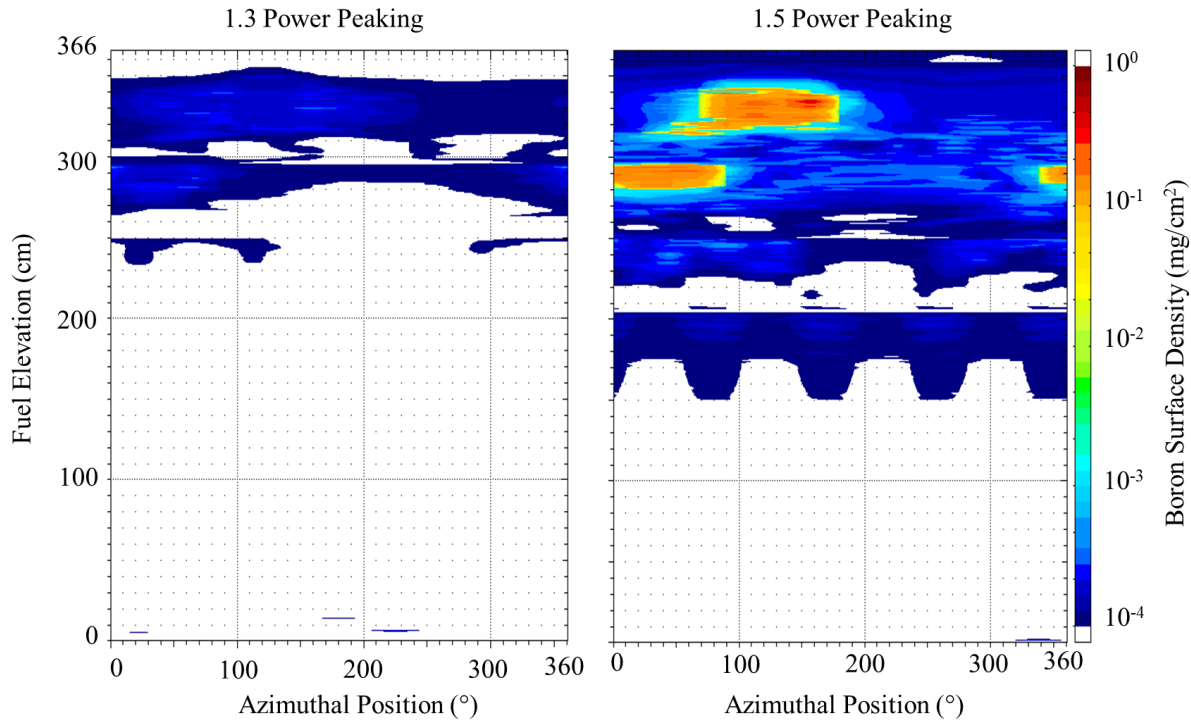 1.3 Power Peaking
1.5 Power Peaking
366
300
200
100
0
Fuel Elevation (cm)
0 100 200 300 360
Azimuthal Position (°)
0 100 200 300 360
Azimuthal Position (°)
10⁰
10⁻¹
10⁻²
10⁻³
10⁻⁴
Boron Surface Density (mg/cm²)